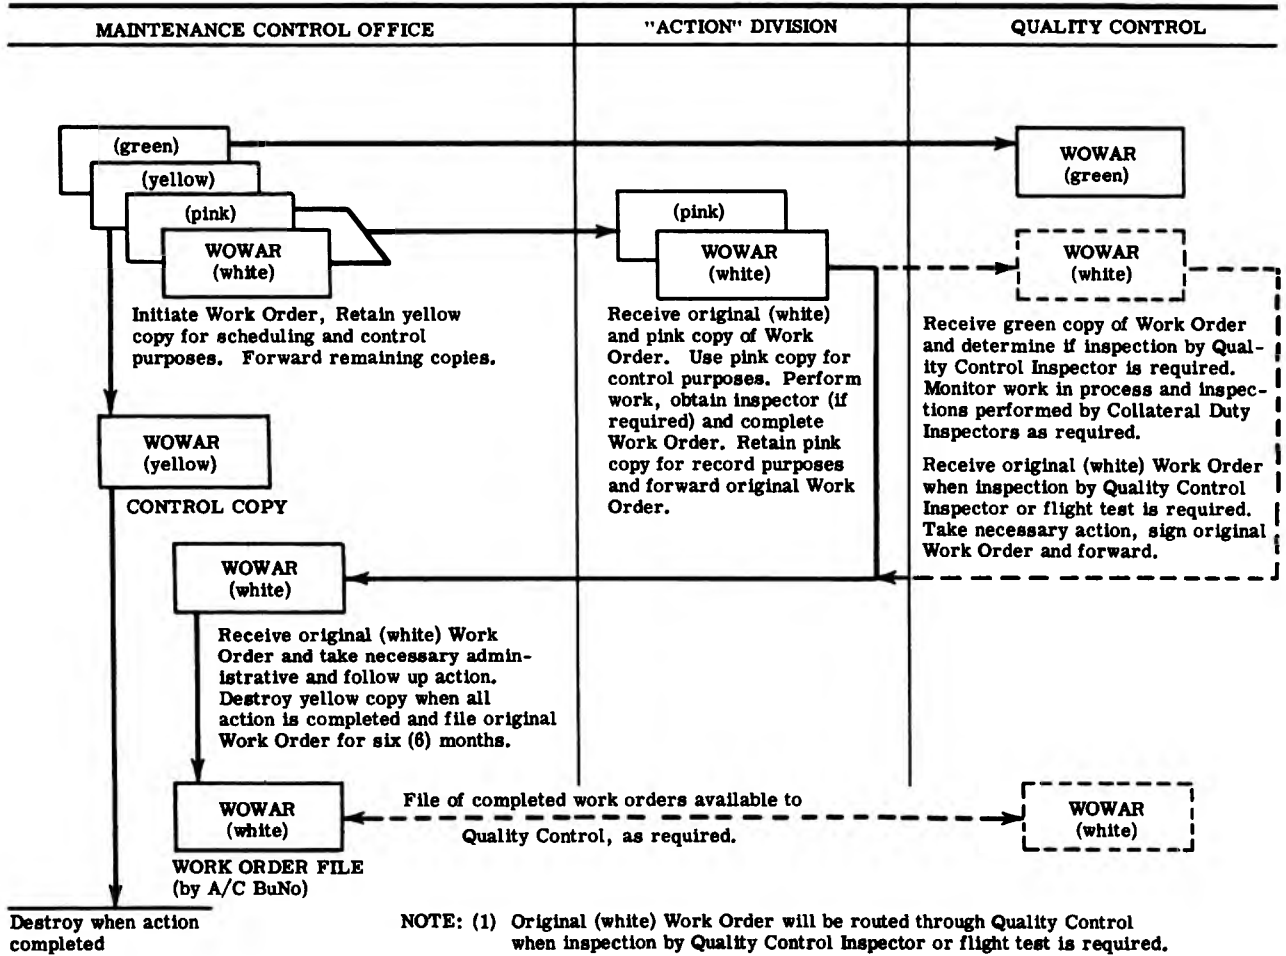 MAINTENANCE CONTROL OFFICE
"ACTION" DIVISION
QUALITY CONTROL
(green)
(yellow)
(pink)
WOWAR
(white)
Initiate Work Order, Retain yellow
copy for scheduling and control
purposes. Forward remaining copies.
WOWAR
(yellow)
CONTROL COPY
WOWAR
(white)
Receive original (white) Work
Order and take necessary admin-
istrative and follow up action.
Destroy yellow copy when all
action is completed and file original
Work Order for six (6) months.
WOWAR
(white)
WORK ORDER FILE
(by A/C BuNo)
Destroy when action
completed
(pink)
WOWAR
(white)
Receive original (white)
and pink copy of Work
Order. Use pink copy for
control purposes. Perform
work, obtain inspector (if
required) and complete
Work Order. Retain pink
copy for record purposes
and forward original Work
Order.
WOWAR
(green)
WOWAR
(white)
Receive green copy of Work Order
and determine if inspection by Qual-
ity Control Inspector is required.
Monitor work in process and inspec-
tions performed by Collateral Duty
Inspectors as required.
Receive original (white) Work Order
when inspection by Quality Control
Inspector or flight test is required.
Take necessary action, sign original
Work Order and forward.
File of completed work orders available to
Quality Control, as required.
WOWAR
(white)
NOTE: (1) Original (white) Work Order will be routed through Quality Control
when inspection by Quality Control Inspector or flight test is required.